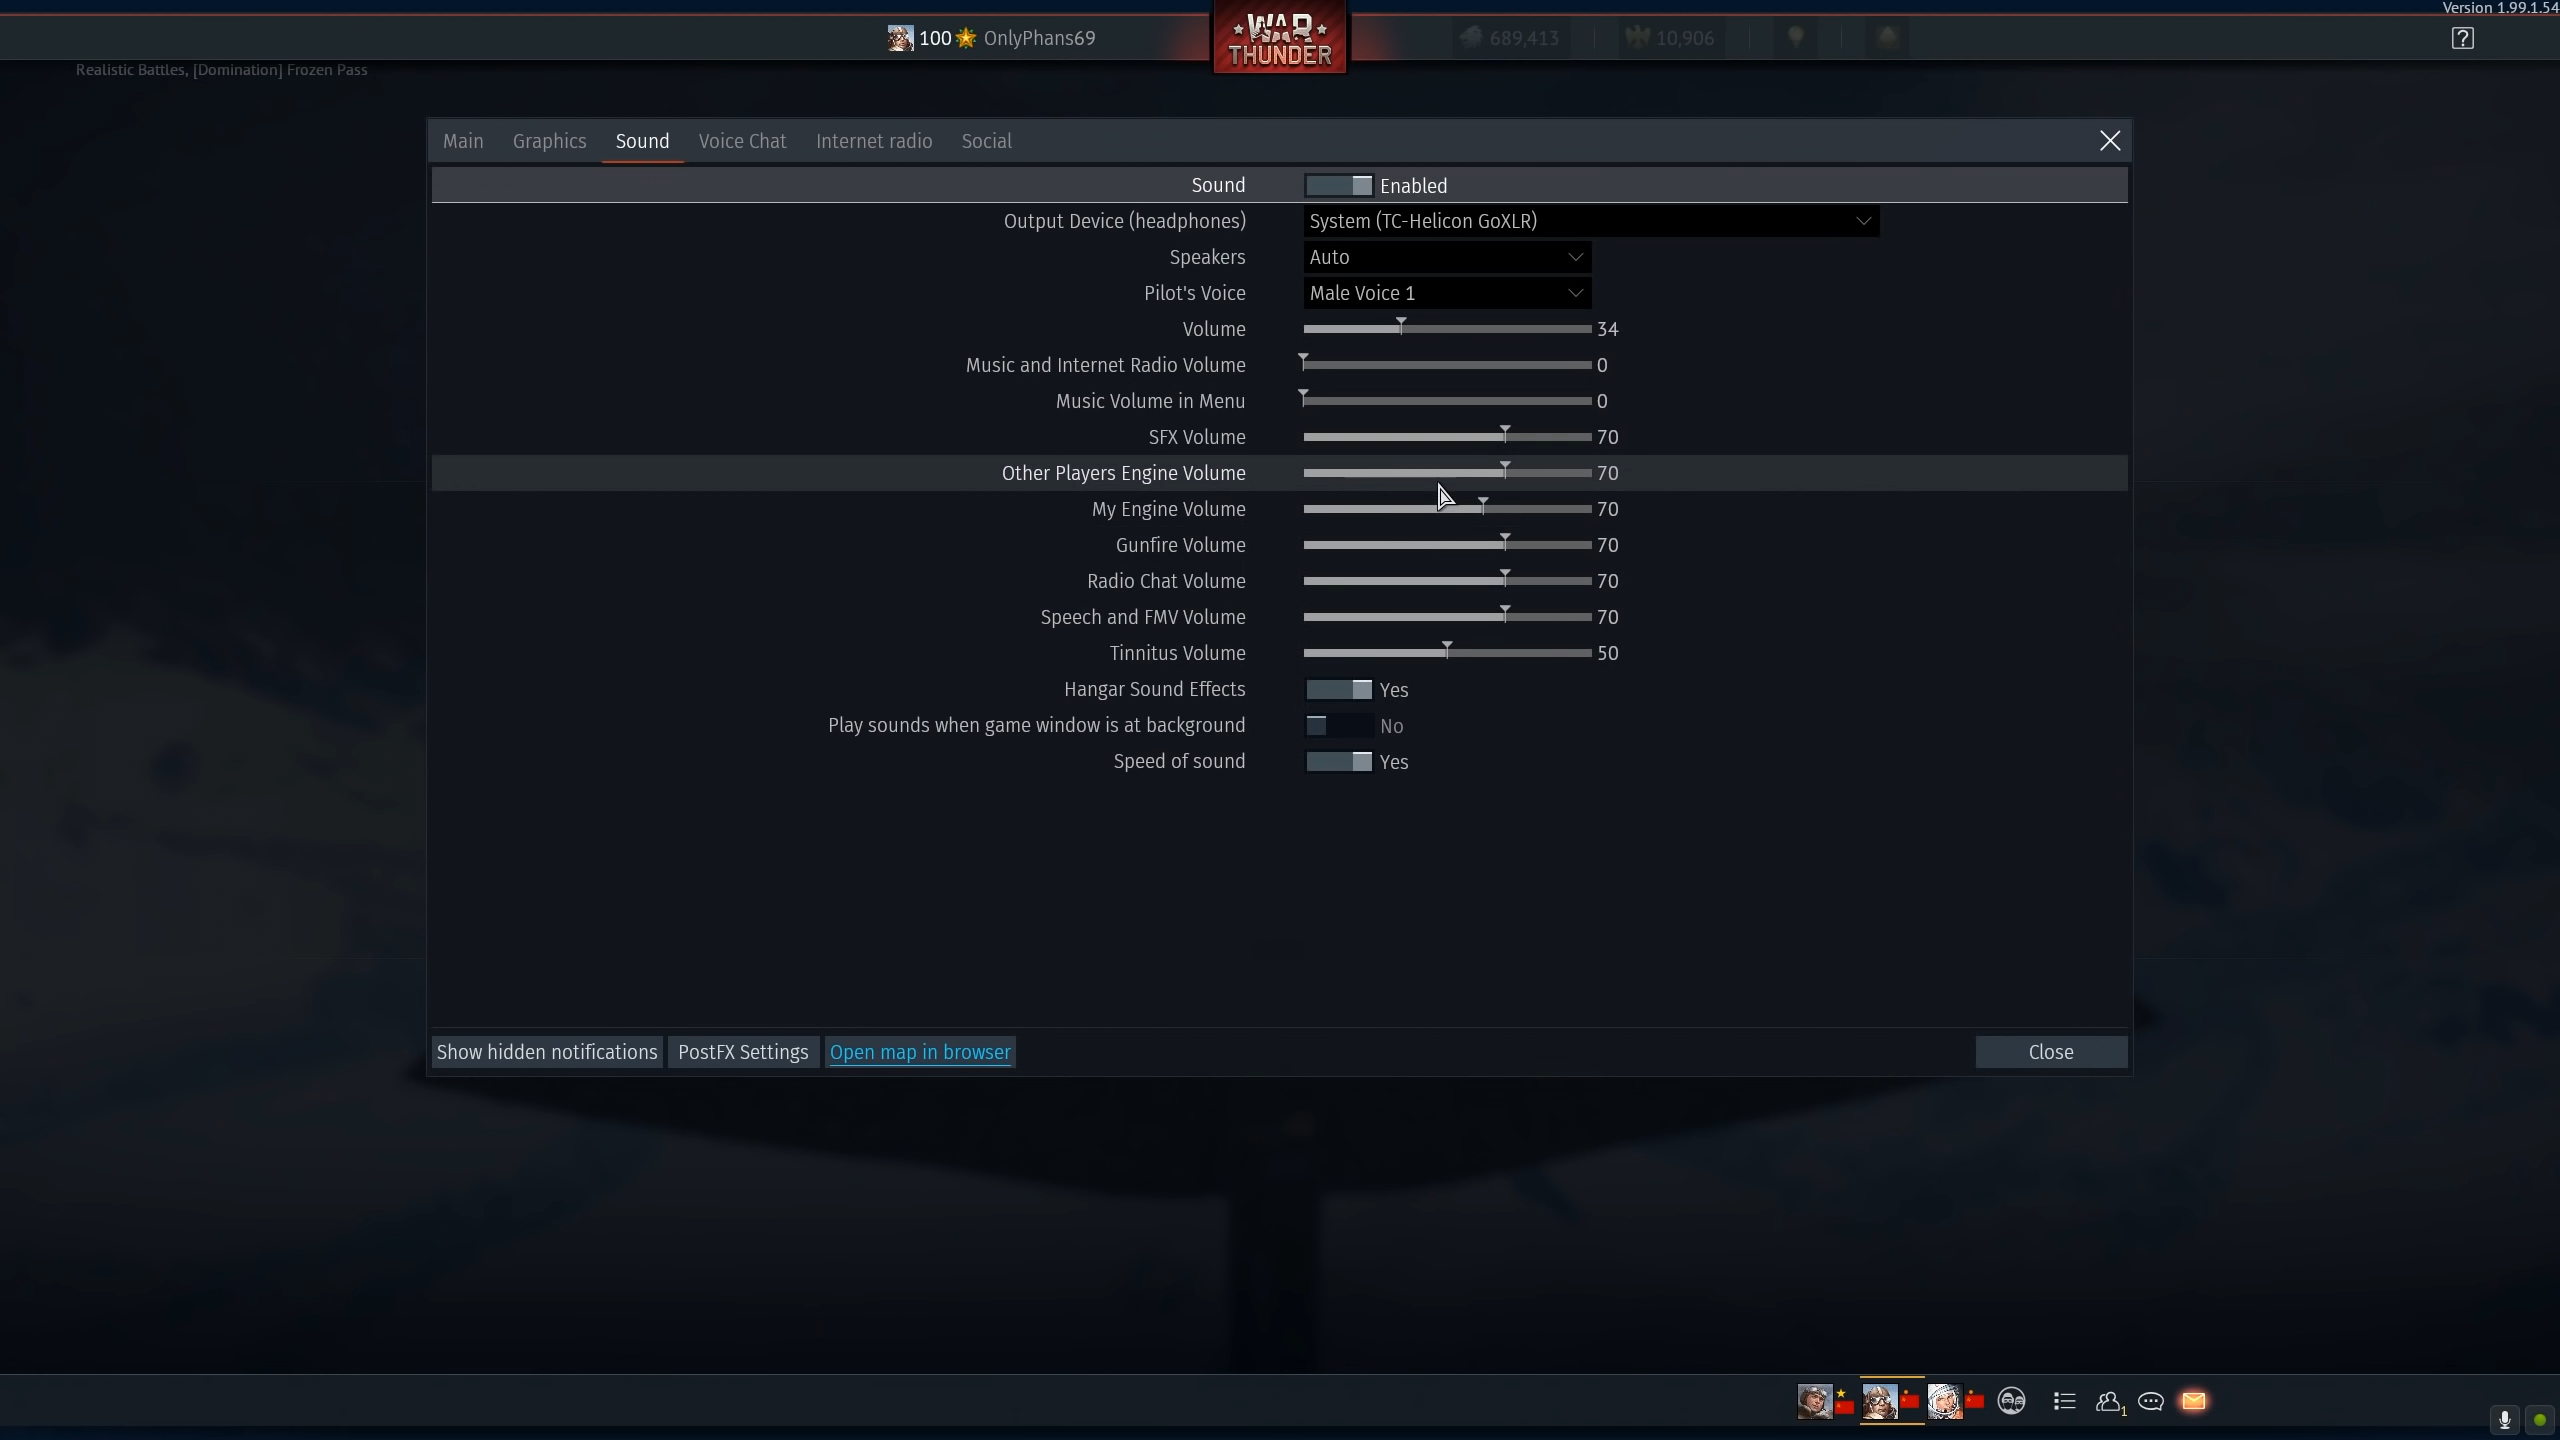 Version 1.99.1.54
100 OnlyPhans69
WAR
THUNDER
689,413
10,906
?
Realistic Battles, [Domination] Frozen Pass
Main Graphics Sound Voice Chat Internet radio Social
Sound Enabled
Output Device (headphones) System (TC-Helicon GoXLR)
Speakers Auto
Pilot's Voice Male Voice 1
Volume 34
Music and Internet Radio Volume 0
Music Volume in Menu 0
SFX Volume 70
Other Players Engine Volume 70
My Engine Volume 70
Gunfire Volume 70
Radio Chat Volume 70
Speech and FMV Volume 70
Tinnitus Volume 50
Hangar Sound Effects Yes
Play sounds when game window is at background No
Speed of sound Yes
Show hidden notifications PostFX Settings Open map in browser Close
1